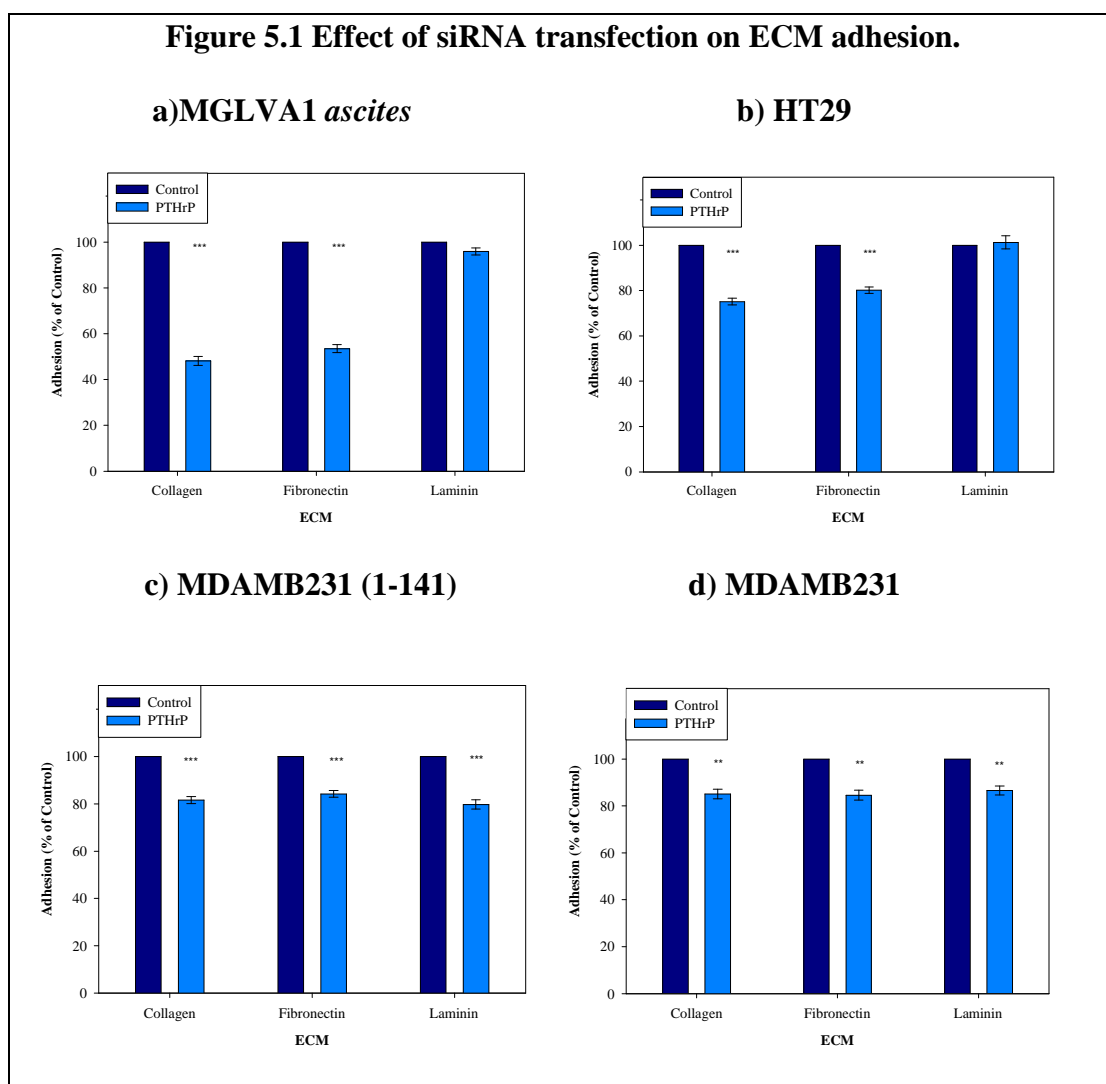 Figure 5.1 Effect of siRNA transfection on ECM adhesion.
a)MGLVA1 ascites
b) HT29
Control
PTHrP
Adhesion (% of Control)
100
80
60
40
20
0
***
***
Collagen
Fibronectin
Laminin
ECM
Control
PTHrP
Adhesion (% of Control)
100
80
60
40
20
0
***
***
Collagen
Fibronectin
Laminin
ECM
c) MDAMB231 (1-141)
d) MDAMB231
Control
PTHrP
Adhesion (% of Control)
100
80
60
40
20
0
***
***
***
Collagen
Fibronectin
Laminin
ECM
Control
PTHrP
Adhesion (% of Control)
100
80
60
40
20
0
**
**
**
Collagen
Fibronectin
Laminin
ECM